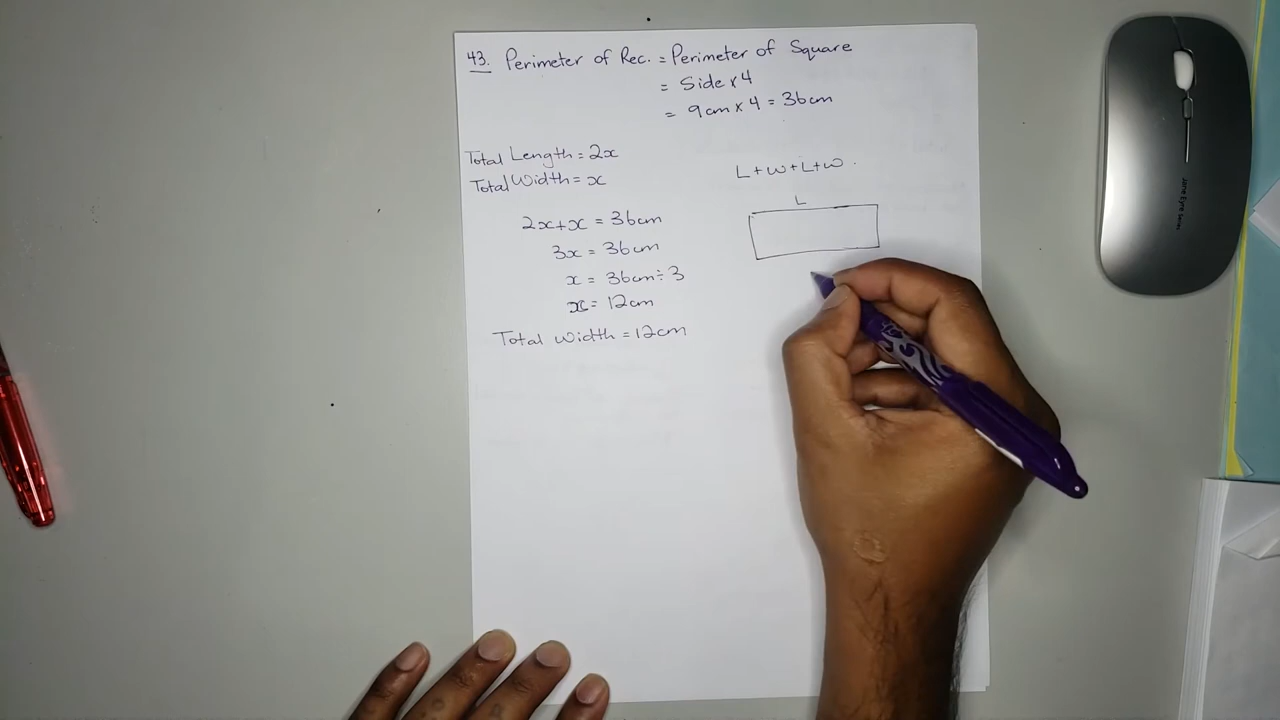 43. Perimeter of Rec. = Perimeter of Square
= Side x 4
= 9cm x 4 = 36cm
Total Length = 2x
Total Width = x
L+w+L+w.
L
2x+x = 36cm
3x = 36cm
x = 36cm÷3
x = 12cm
Total width = 12cm